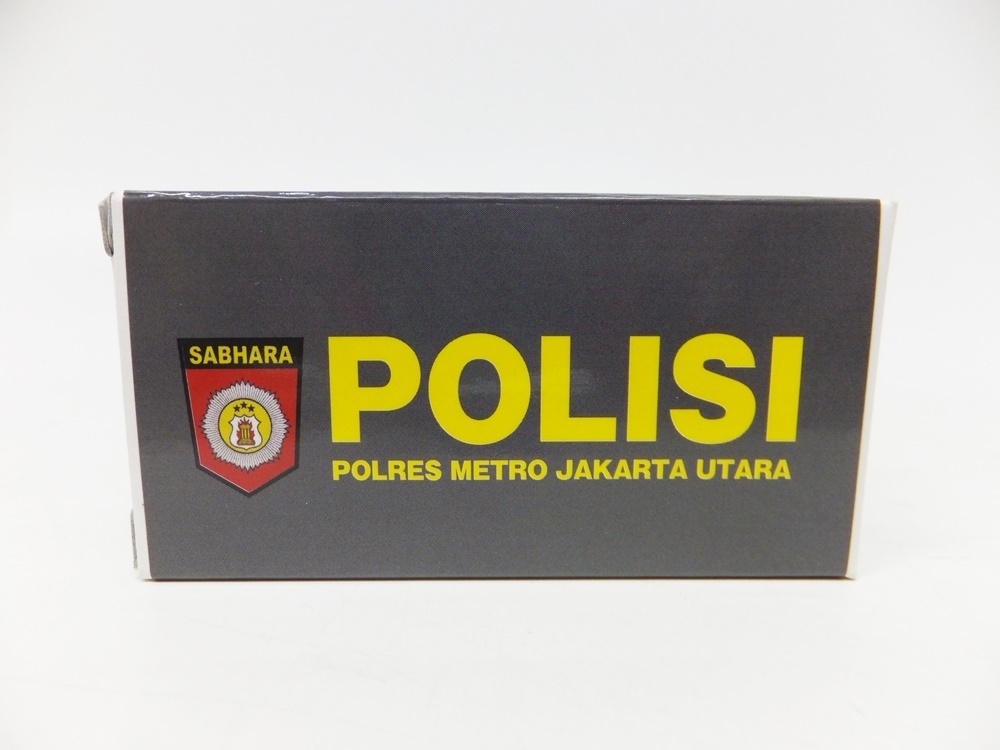 SABHARA
POLISI
POLRES METRO JAKARTA UTARA